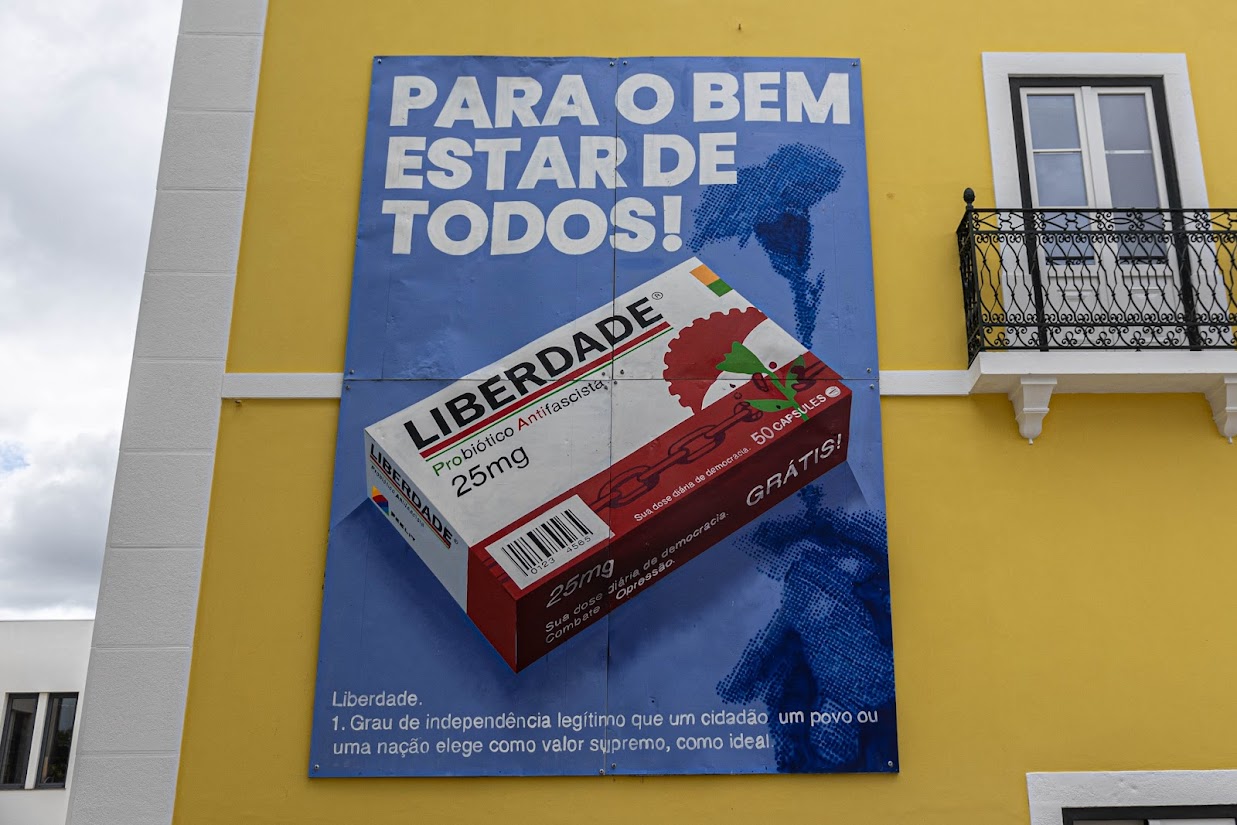 PARA O BEM
ESTAR DE
TODOS!
LIBERDADE®
Probiótico Antifascista
25mg
50 CAPSULES
Sua dose diária de democracia.
LIBERDADE®
0123 4565
GRÁTIS!
25mg
Sua dose diária de democracia.
Combate Opressão.
Liberdade.
1. Grau de independência legítimo que um cidadão um povo ou
uma nação elege como valor supremo, como ideal.